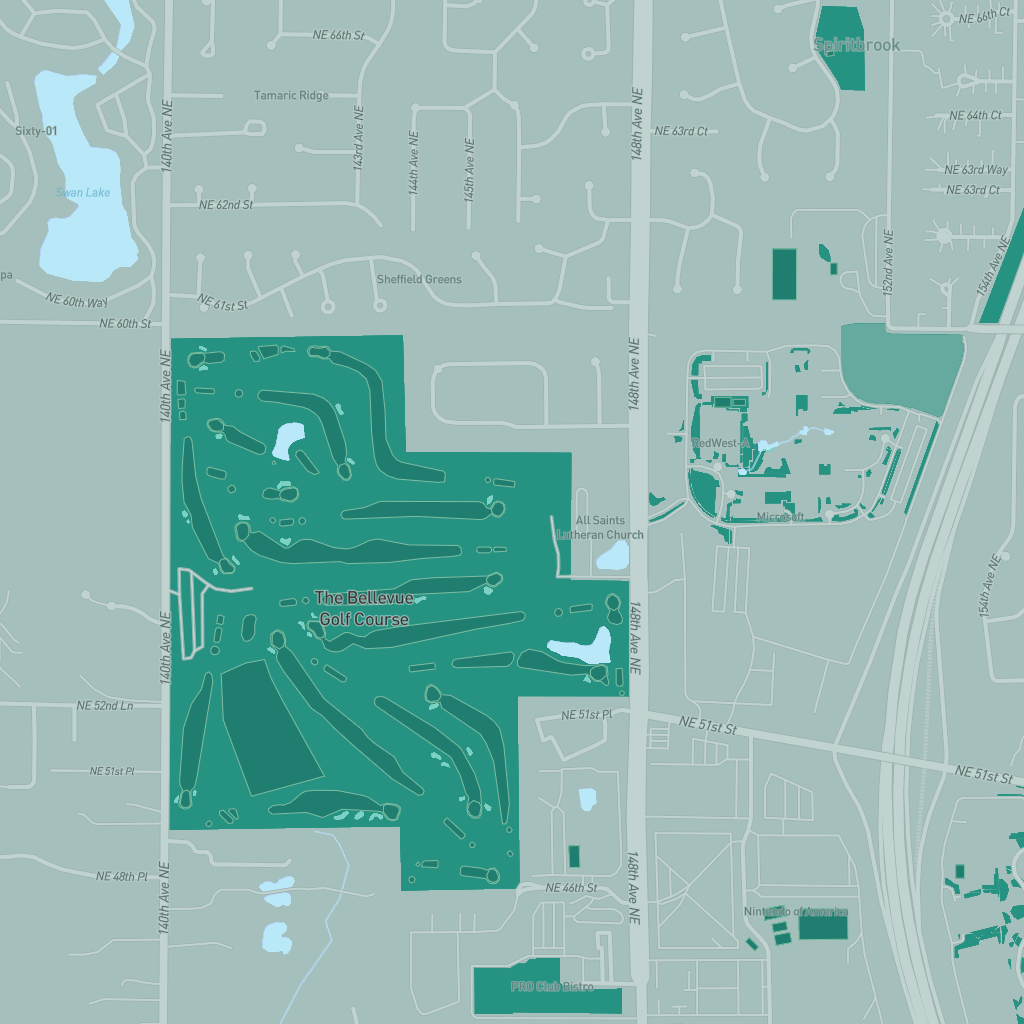 NE 66th Ct
NE 66th St
Spiritbrook
Tamaric Ridge
NE 64th Ct
Sixty-01
140th Ave NE
143rd Ave NE
148th Ave NE
NE 63rd Ct
144th Ave NE
145th Ave NE
NE 63rd Way
NE 63rd Ct
Swan Lake
NE 62nd St
152nd Ave NE
154th Ave NE
pa
Sheffield Greens
NE 60th Way
NE 61st St
NE 60th St
140th Ave NE
148th Ave NE
RedWest-A
All Saints
Lutheran Church
Microsoft
154th Ave NE
The Bellevue
Golf Course
140th Ave NE
148th Ave NE
NE 52nd Ln
NE 51st Pl
NE 51st St
NE 51st Pl
NE 51st St
NE 48th Pl
140th Ave NE
NE 46th St
148th Ave NE
Nintendo of America
PRO Club Bistro